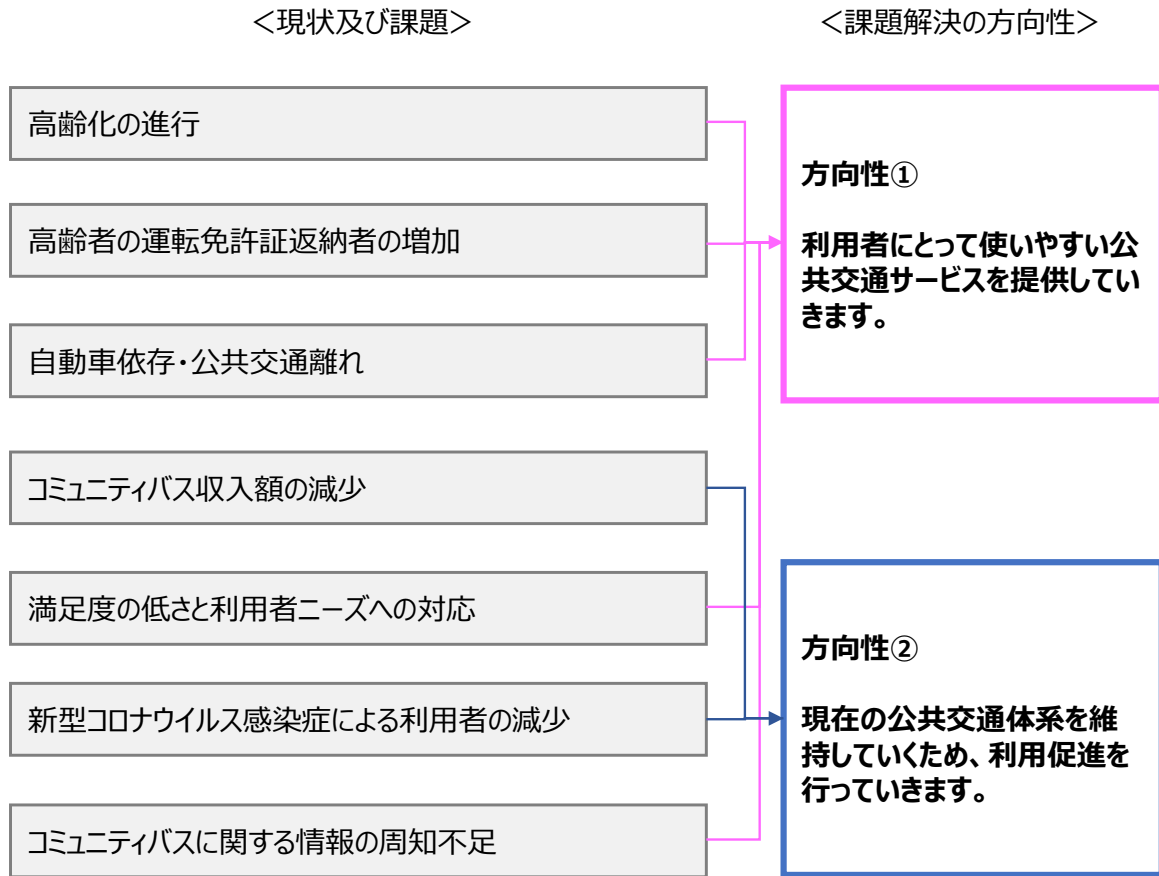 ＜現状及び課題＞
＜課題解決の方向性＞
高齢化の進行
高齢者の運転免許証返納者の増加
自動車依存・公共交通離れ
コミュニティバス収入額の減少
満足度の低さと利用者ニーズへの対応
新型コロナウイルス感染症による利用者の減少
コミュニティバスに関する情報の周知不足
方向性①
利用者にとって使いやすい公
共交通サービスを提供してい
きます。
方向性②
現在の公共交通体系を維
持していくため、利用促進を
行っていきます。